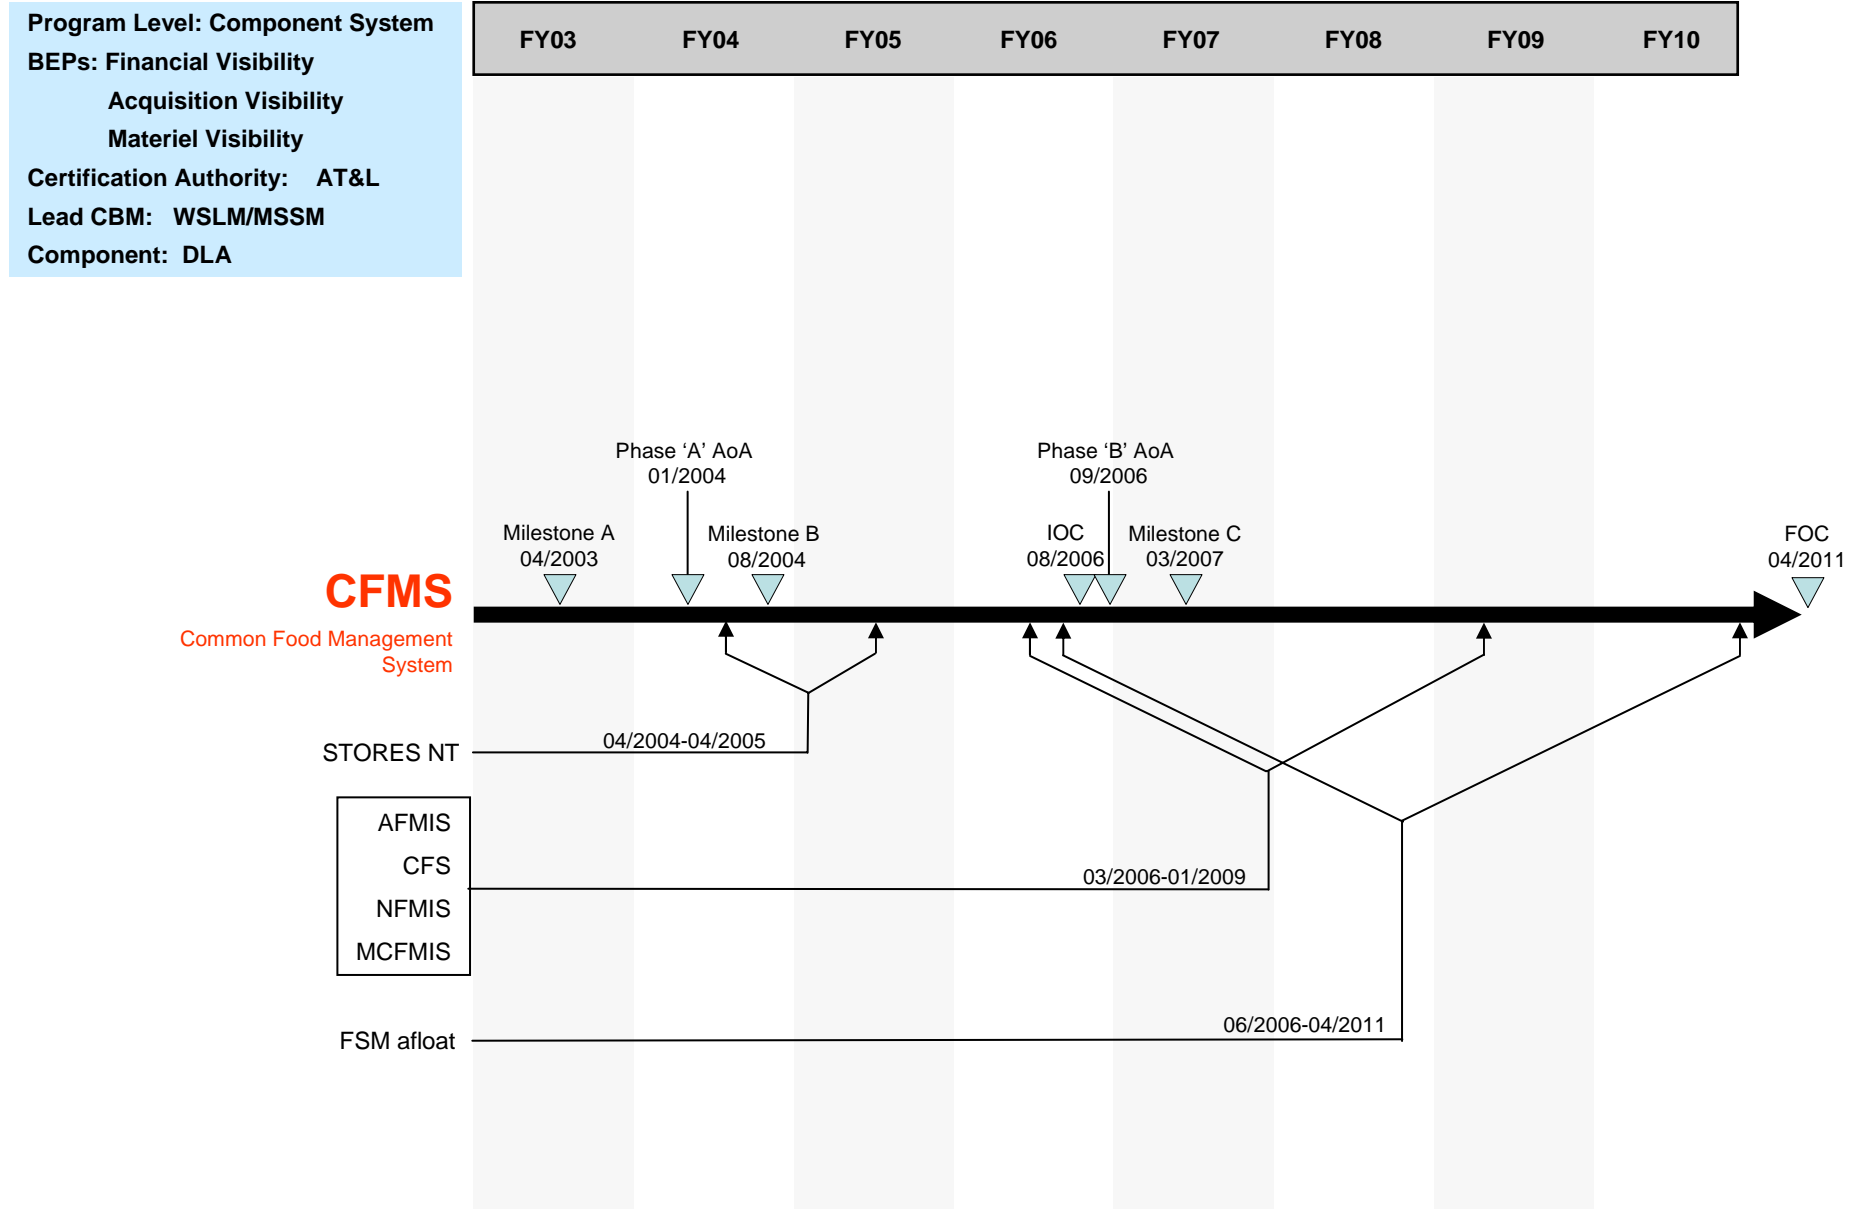 Program Level: Component System
BEPs: Financial Visibility
Acquisition Visibility
Materiel Visibility
Certification Authority: AT&L
Lead CBM: WSLM/MSSM
Component: DLA
FY03 FY04 FY05 FY06 FY07 FY08 FY09 FY10
Phase ‘A’ AoA
01/2004
Phase ‘B’ AoA
09/2006
Milestone A
04/2003
Milestone B
08/2004
IOC
08/2006
Milestone C
03/2007
FOC
04/2011
CFMS
Common Food Management
System
STORES NT
04/2004-04/2005
AFMIS
CFS
NFMIS
MCFMIS
03/2006-01/2009
FSM afloat
06/2006-04/2011